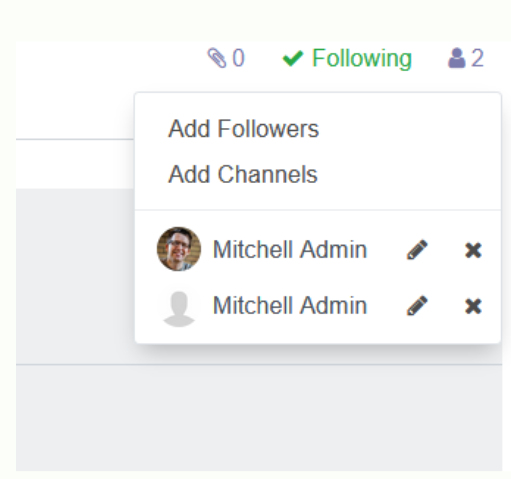 0 Following 2
Add Followers
Add Channels
Mitchell Admin
Mitchell Admin